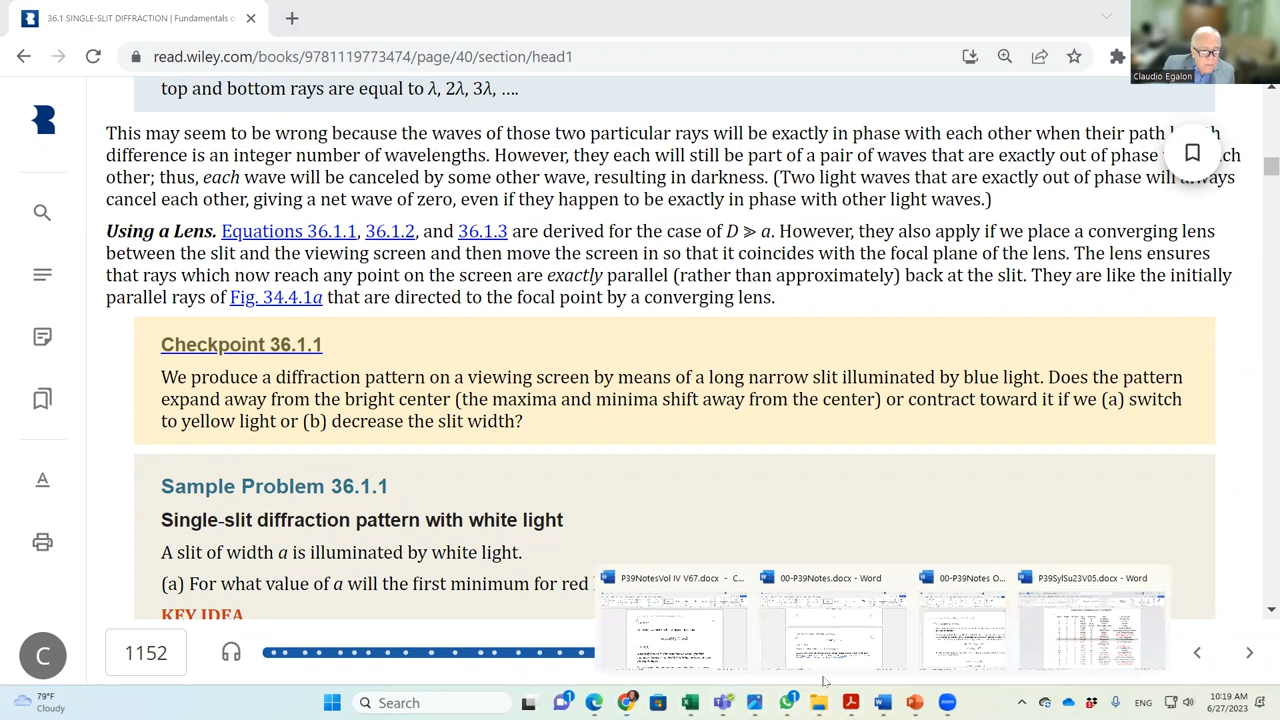 36.1 SINGLE-SLIT DIFFRACTION | Fundamentals o
Claudio Egalon
read.wiley.com/books/9781119773474/page/40/section/head1
top and bottom rays are equal to λ, 2λ, 3λ, ….
This may seem to be wrong because the waves of those two particular rays will be exactly in phase with each other when their path
difference is an integer number of wavelengths. However, they each will still be part of a pair of waves that are exactly out of phase
other; thus, each wave will be canceled by some other wave, resulting in darkness. (Two light waves that are exactly out of phase will always
cancel each other, giving a net wave of zero, even if they happen to be exactly in phase with other light waves.)
Using a Lens. Equations 36.1.1, 36.1.2, and 36.1.3 are derived for the case of D ≫ a. However, they also apply if we place a converging lens
between the slit and the viewing screen and then move the screen in so that it coincides with the focal plane of the lens. The lens ensures
that rays which now reach any point on the screen are exactly parallel (rather than approximately) back at the slit. They are like the initially
parallel rays of Fig. 34.4.1a that are directed to the focal point by a converging lens.
Checkpoint 36.1.1
We produce a diffraction pattern on a viewing screen by means of a long narrow slit illuminated by blue light. Does the pattern
expand away from the bright center (the maxima and minima shift away from the center) or contract toward it if we (a) switch
to yellow light or (b) decrease the slit width?
Sample Problem 36.1.1
Single-slit diffraction pattern with white light
A slit of width a is illuminated by white light.
(a) For what value of a will the first minimum for red
KEY IDEA
P39NotesVol IV V67.docx - C...
00-P39Notes.docx - Word
00-P39Notes O...
P39SylSu23V05.docx - Word
C
1152
79°F
Cloudy
Search
1
1
ENG
10:19 AM
6/27/2023